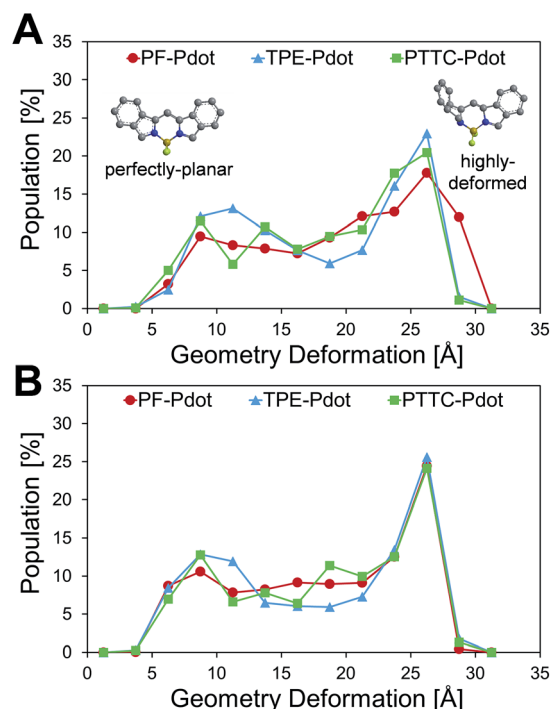 A
35
30
25
20
15
10
5
0
Population [%]
PF-Pdot TPE-Pdot PTTC-Pdot
perfectly-planar
highly-
deformed
0 5 10 15 20 25 30 35
Geometry Deformation [Å]
B
35
30
25
20
15
10
5
0
Population [%]
PF-Pdot TPE-Pdot PTTC-Pdot
0 5 10 15 20 25 30 35
Geometry Deformation [Å]